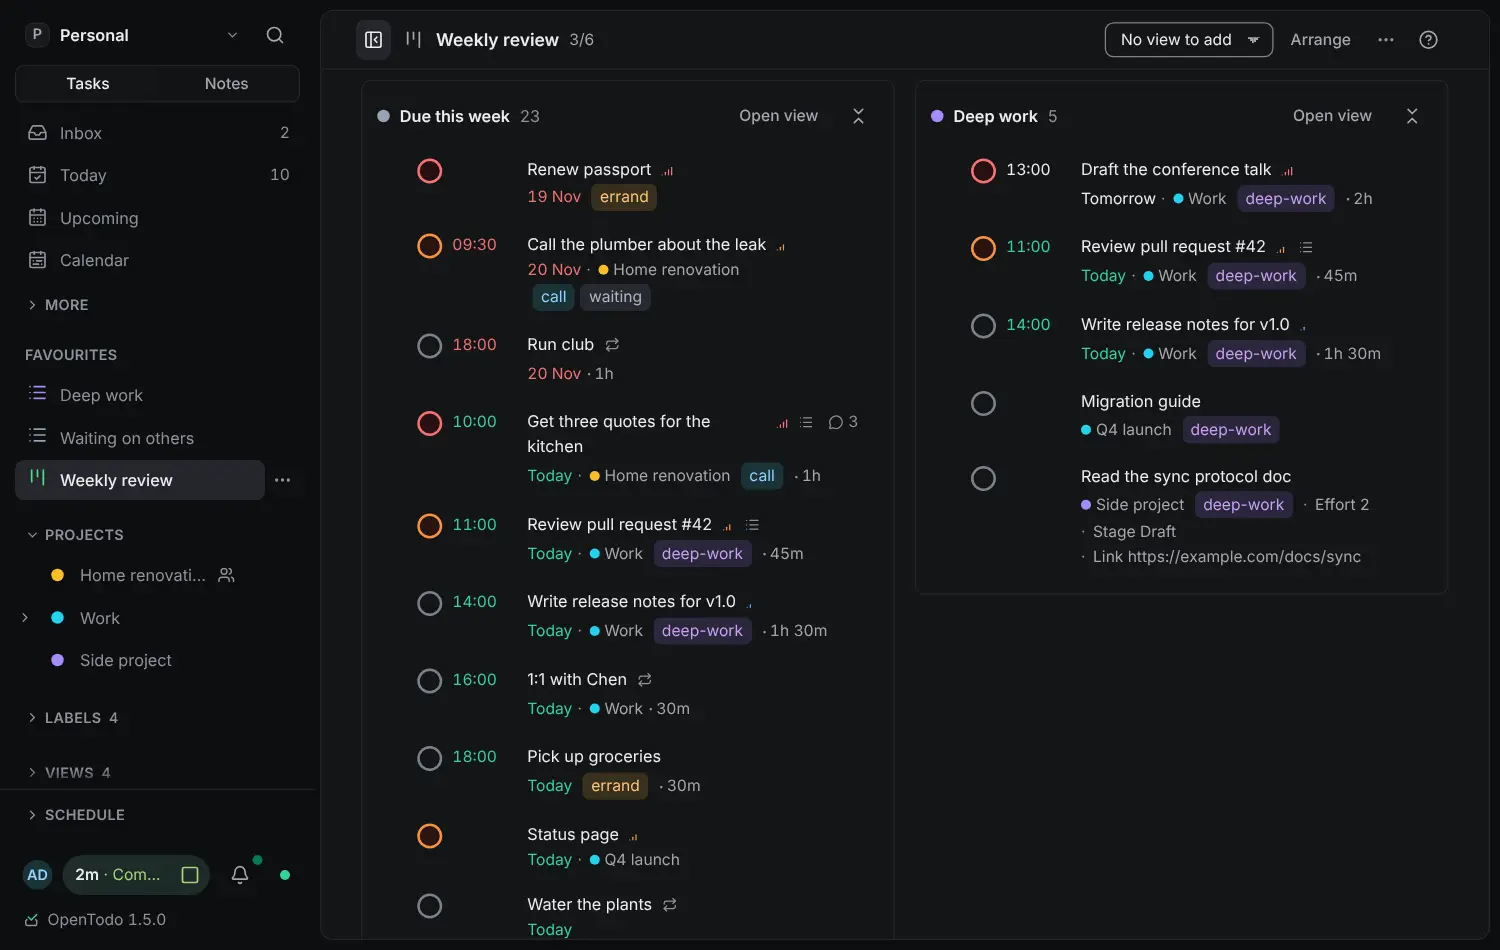 P Personal
Tasks Notes
Inbox 2
Today 10
Upcoming
Calendar
MORE
FAVOURITES
Deep work
Waiting on others
Weekly review
PROJECTS
Home renovati...
Work
Side project
LABELS 4
VIEWS 4
SCHEDULE
AD 2m · Com...
OpenTodo 1.5.0
Weekly review 3/6
No view to add Arrange
Due this week 23 Open view
Renew passport
19 Nov errand
09:30 Call the plumber about the leak
20 Nov · Home renovation
call waiting
18:00 Run club
20 Nov · 1h
10:00 Get three quotes for the
kitchen
3
Today · Home renovation call · 1h
11:00 Review pull request #42
Today · Work deep-work · 45m
14:00 Write release notes for v1.0
Today · Work deep-work · 1h 30m
16:00 1:1 with Chen
Today · Work · 30m
18:00 Pick up groceries
Today errand · 30m
Status page
Today · Q4 launch
Water the plants
Today
Deep work 5 Open view
13:00 Draft the conference talk
Tomorrow · Work deep-work · 2h
11:00 Review pull request #42
Today · Work deep-work · 45m
14:00 Write release notes for v1.0
Today · Work deep-work · 1h 30m
Migration guide
Q4 launch deep-work
Read the sync protocol doc
Side project deep-work · Effort 2
· Stage Draft
· Link https://example.com/docs/sync